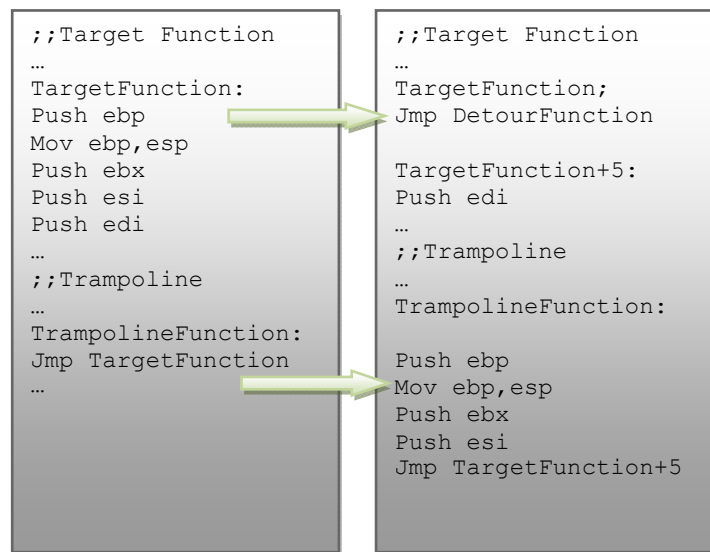 ;;Target Function
…
TargetFunction:
Push ebp
Mov ebp,esp
Push ebx
Push esi
Push edi
…
;;Trampoline
…
TrampolineFunction:
Jmp TargetFunction
…
;;Target Function
…
TargetFunction;
Jmp DetourFunction
TargetFunction+5:
Push edi
…
;;Trampoline
…
TrampolineFunction:
Push ebp
Mov ebp,esp
Push ebx
Push esi
Jmp TargetFunction+5